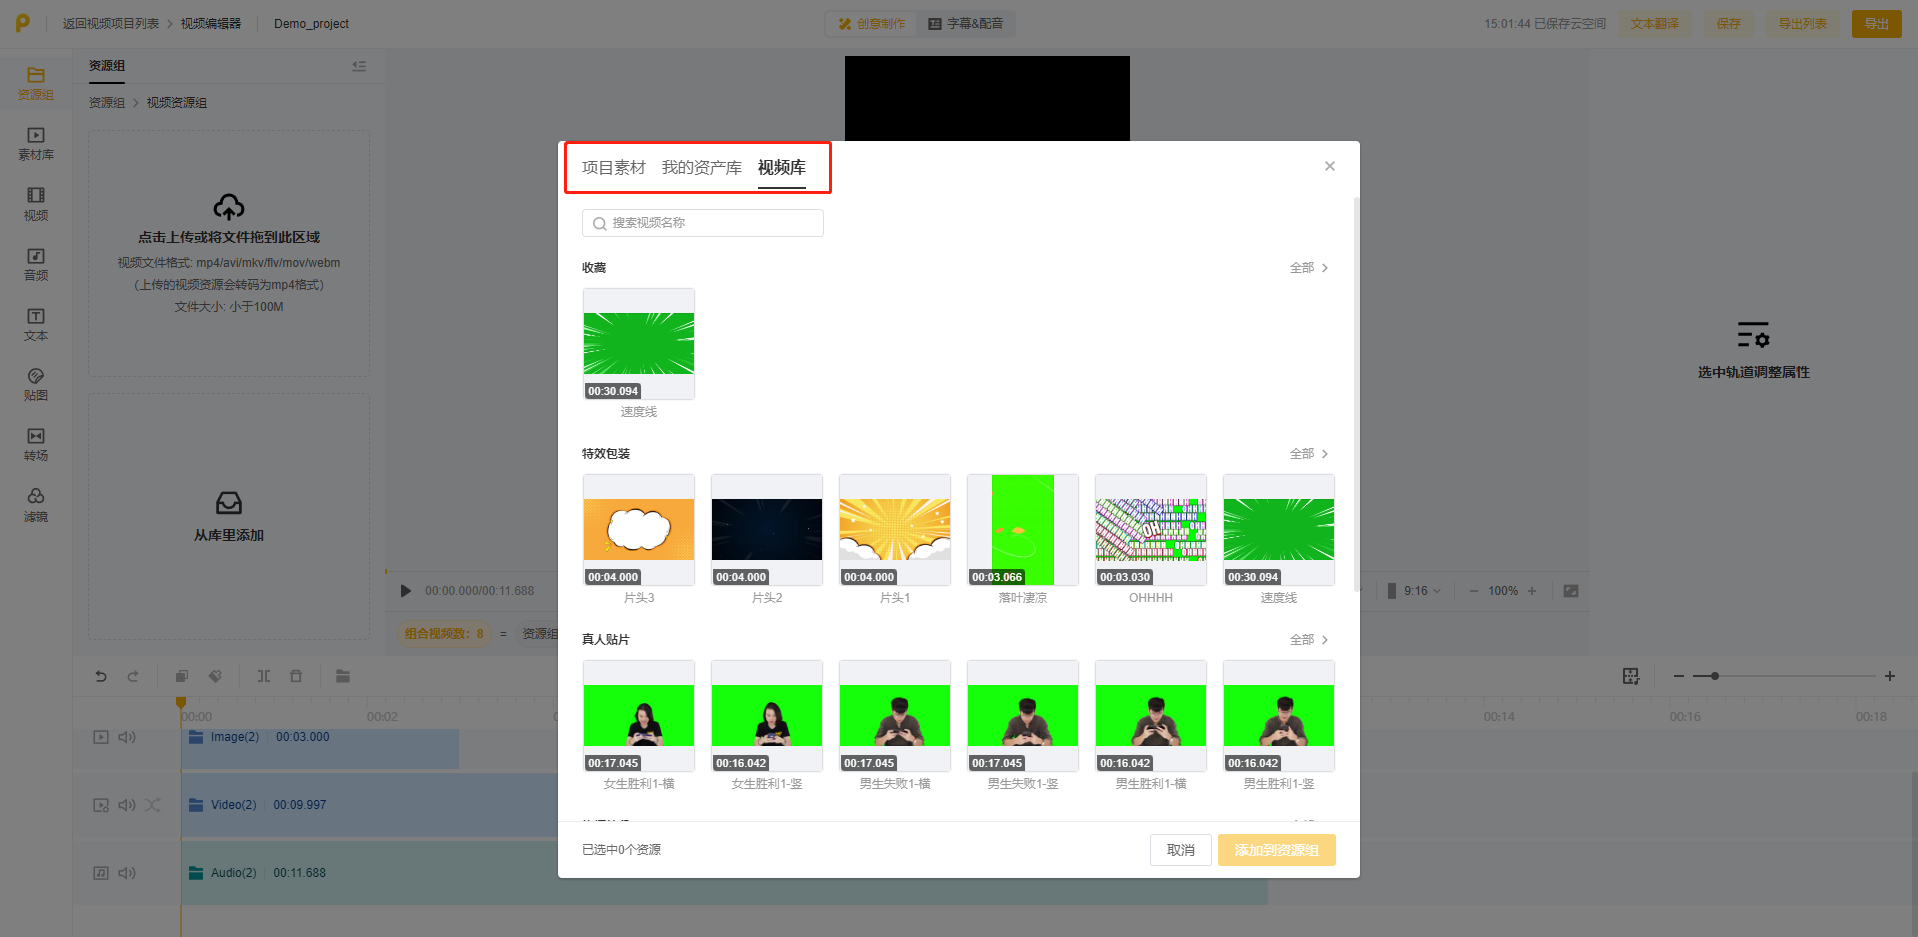 返回视频项目列表 > 视频编辑器
Demo_project
创意制作
字幕&配音
15:01:44 已保存云空间
文本翻译
保存
导出列表
导出
资源组
素材库
视频
音频
文本
贴图
转场
滤镜
资源组
资源组 > 视频资源组
点击上传或将文件拖到此区域
视频文件格式: mp4/avi/mkv/flv/mov/webm
(上传的视频资源会转码为mp4格式)
文件大小: 小于100M
从库里添加
项目素材 我的资产库 视频库
搜索视频名称
收藏
全部 >
00:30.094
速度线
特效包装
全部 >
00:04.000
片头3
00:04.000
片头2
00:04.000
片头1
00:03.066
落叶凄凉
OH
00:03.030
OHHHH
00:30.094
速度线
真人贴片
全部 >
00:17.045
女生胜利1-横
00:16.042
女生胜利1-竖
00:17.045
男生失败1-横
00:17.045
男生失败1-竖
00:16.042
男生胜利1-横
00:16.042
男生胜利1-竖
已选中0个资源
取消
添加到资源组
选中轨道调整属性
00:00.000/00:11.688
9:16
100%
组合视频数: 8 = 资源组
00:00
00:02
00:14
00:16
00:18
Image(2) 00:03.000
Video(2) 00:09.997
Audio(2) 00:11.688